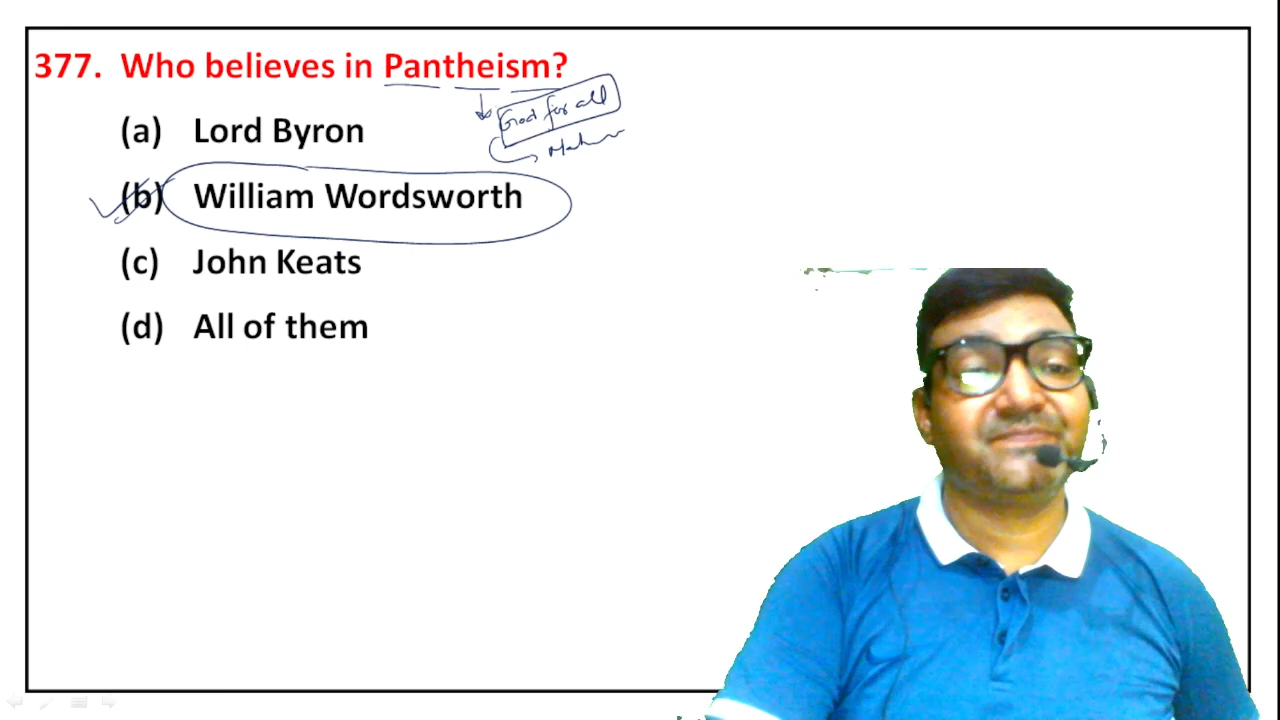 377. Who believes in Pantheism?
God for all
(a) Lord Byron
(b) William Wordsworth
(c) John Keats
(d) All of them